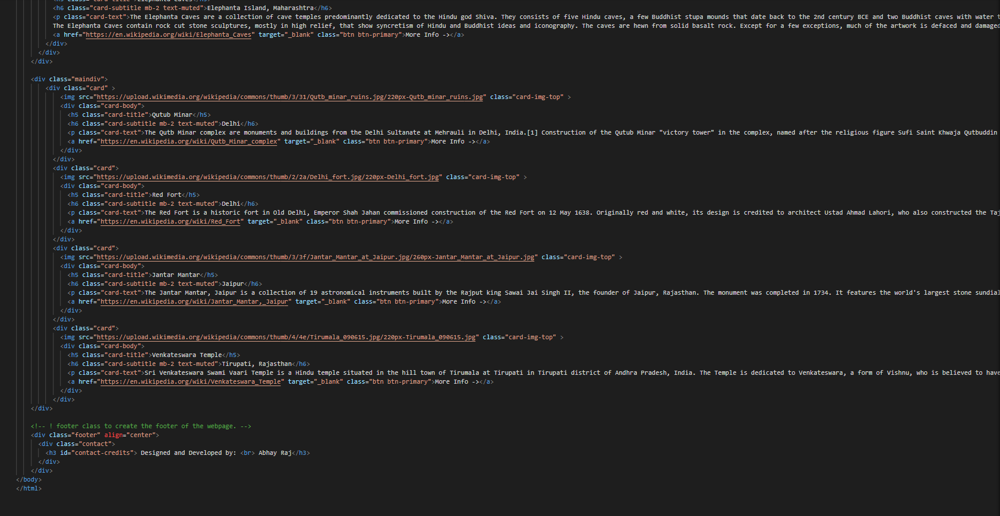 <h5 class="card-title">Elephanta Caves</h5>
<h6 class="card-subtitle mb-2 text-muted">Elephanta Island, Maharashtra</h6>
<p class="card-text">The Elephanta Caves are a collection of cave temples predominantly dedicated to the Hindu god Shiva. They consists of five Hindu caves, a few Buddhist stupa mounds that date back to the 2nd century BCE and two Buddhist caves with water t
The Elephanta Caves contain rock cut stone sculptures, mostly in high relief, that show syncretism of Hindu and Buddhist ideas and iconography. The caves are hewn from solid basalt rock. Except for a few exceptions, much of the artwork is defaced and damaged
<a href="https://en.wikipedia.org/wiki/Elephanta_Caves" target="_blank" class="btn btn-primary">More Info -></a>
</div>
</div>
</div>
<div class="maindiv">
<div class="card" >
<img src="https://upload.wikimedia.org/wikipedia/commons/thumb/3/31/Qutb_minar_ruins.jpg/220px-Qutb_minar_ruins.jpg" class="card-img-top" >
<div class="card-body">
<h5 class="card-title">Qutub Minar</h5>
<h6 class="card-subtitle mb-2 text-muted">Delhi</h6>
<p class="card-text">The Qutb Minar complex are monuments and buildings from the Delhi Sultanate at Mehrauli in Delhi, India.[1] Construction of the Qutub Minar "victory tower" in the complex, named after the religious figure Sufi Saint Khwaja Qutbuddin
<a href="https://en.wikipedia.org/wiki/Qutb_Minar_complex" target="_blank" class="btn btn-primary">More Info -></a>
</div>
</div>
<div class="card">
<img src="https://upload.wikimedia.org/wikipedia/commons/thumb/2/2a/Delhi_fort.jpg/220px-Delhi_fort.jpg" class="card-img-top" >
<div class="card-body">
<h5 class="card-title">Red Fort</h5>
<h6 class="card-subtitle mb-2 text-muted">Delhi</h6>
<p class="card-text">The Red Fort is a historic fort in Old Delhi, Emperor Shah Jahan commissioned construction of the Red Fort on 12 May 1638. Originally red and white, its design is credited to architect Ustad Ahmad Lahori, who also constructed the Taj
<a href="https://en.wikipedia.org/wiki/Red_Fort" target="_blank" class="btn btn-primary">More Info -></a>
</div>
</div>
<div class="card">
<img src="https://upload.wikimedia.org/wikipedia/commons/thumb/3/3f/Jantar_Mantar_at_Jaipur.jpg/260px-Jantar_Mantar_at_Jaipur.jpg" class="card-img-top" >
<div class="card-body">
<h5 class="card-title">Jantar Mantar</h5>
<h6 class="card-subtitle mb-2 text-muted">Jaipur</h6>
<p class="card-text">The Jantar Mantar, Jaipur is a collection of 19 astronomical instruments built by the Rajput king Sawai Jai Singh II, the founder of Jaipur, Rajasthan. The monument was completed in 1734. It features the world's largest stone sundial
<a href="https://en.wikipedia.org/wiki/Jantar_Mantar,_Jaipur" target="_blank" class="btn btn-primary">More Info -></a>
</div>
</div>
<div class="card">
<img src="https://upload.wikimedia.org/wikipedia/commons/thumb/4/4e/Tirumala_090615.jpg/220px-Tirumala_090615.jpg" class="card-img-top" >
<div class="card-body">
<h5 class="card-title">Venkateswara Temple</h5>
<h6 class="card-subtitle mb-2 text-muted">Tirupati, Rajasthan</h6>
<p class="card-text">Sri Venkateswara Swami Vaari Temple is a Hindu temple situated in the hill town of Tirumala at Tirupati in Tirupati district of Andhra Pradesh, India. The Temple is dedicated to Venkateswara, a form of Vishnu, who is believed to have
<a href="https://en.wikipedia.org/wiki/Venkateswara_Temple" target="_blank" class="btn btn-primary">More Info -></a>
</div>
</div>
</div>
<!-- ! footer class to create the footer of the webpage. -->
<div class="footer" align="center">
<div class="contact">
<h3 id="contact-credits"> Designed and Developed by: <br> Abhay Raj</h3>
</div>
</div>
</body>
</html>